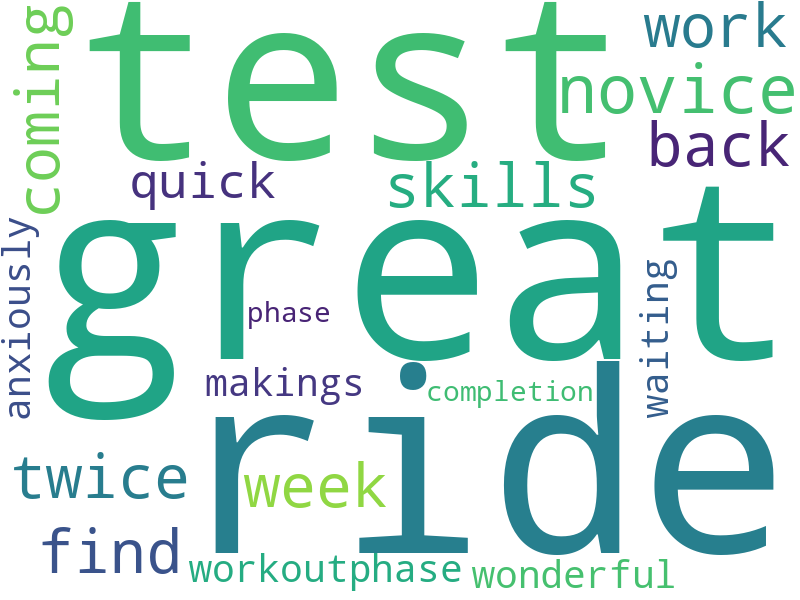 test
work
coming
novice
back
quick
skills
great
anxiously
waiting
phase
makings
completion
ride
twice
week
find
workoutphase
wonderful